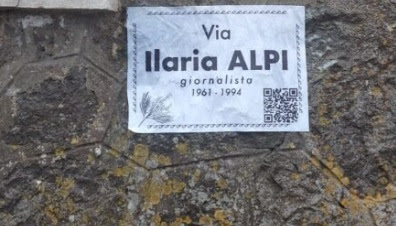 Via
Ilaria ALPI
giornalista
1961-1994